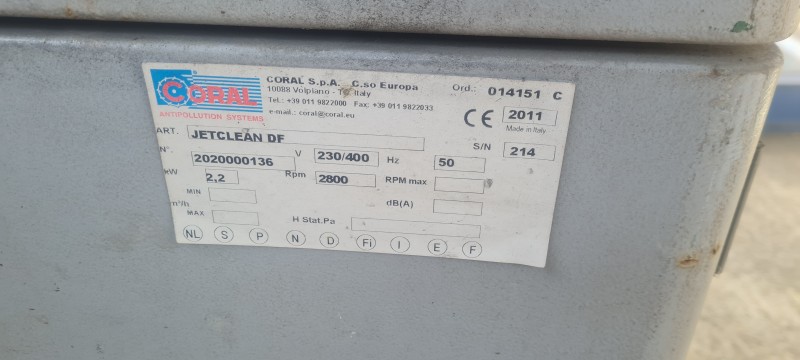 CORAL
ANTIPOLLUTION SYSTEMS
CORAL S.p.A. C.so Europa
10088 Volpiano - To. Italy
Tel.: +39 011 9822000 Fax: +39 011 9822033
e-mail.: coral@coral.eu
Ord.: 014151 C
CE 2011
Made in Italy
ART. JETCLEAN DF
S/N 214
N°. 2020000136 V 230/400 Hz 50
kW 2,2 Rpm 2800 RPM max
m³/h MIN dB(A)
MAX H Stat.Pa
NL S P N D Fi I E F